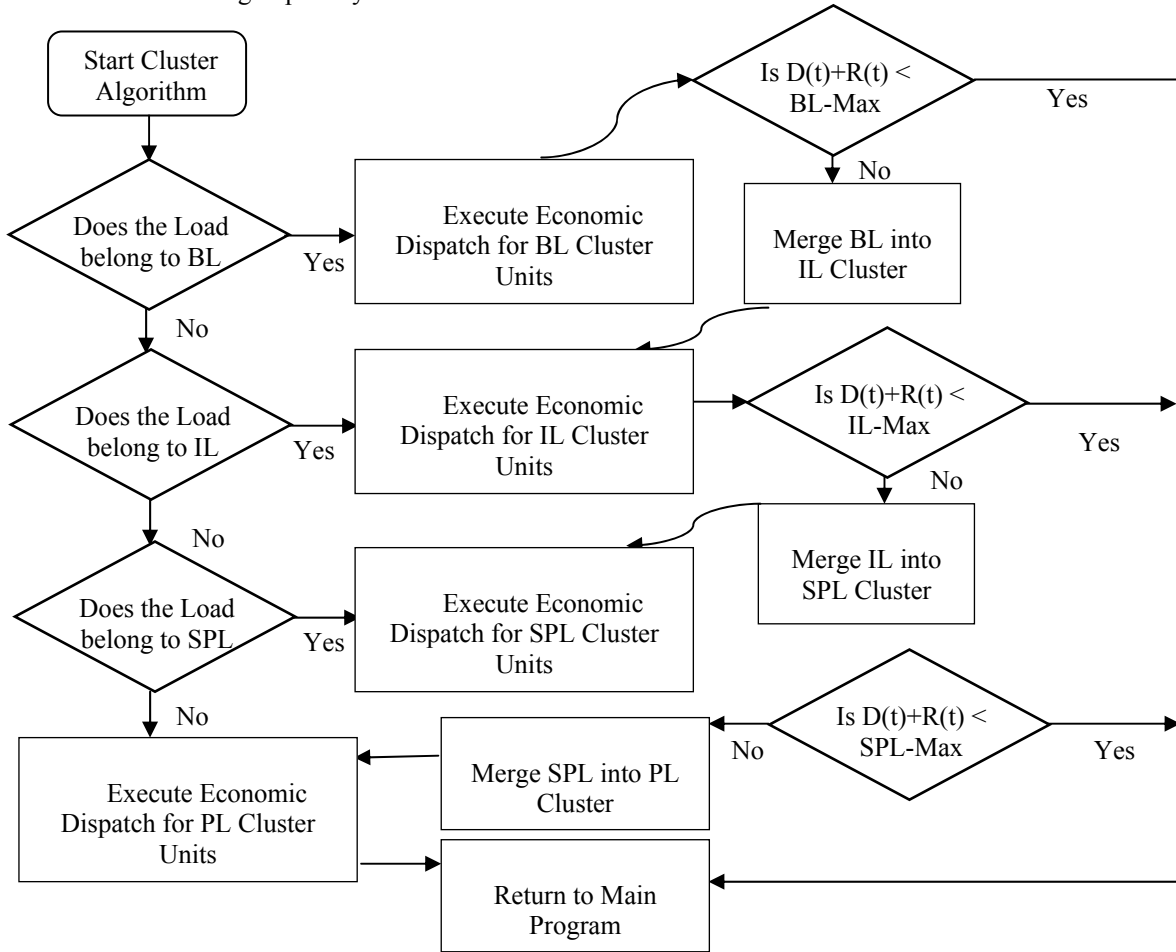 Start Cluster
Algorithm
Is D(t)+R(t) <
BL-Max
Yes
No
Does the Load
belong to BL
Yes
Execute Economic
Dispatch for BL Cluster
Units
Merge BL into
IL Cluster
No
Does the Load
belong to IL
Yes
Execute Economic
Dispatch for IL Cluster
Units
Is D(t)+R(t) <
IL-Max
Yes
No
No
Does the Load
belong to SPL
Yes
Execute Economic
Dispatch for SPL Cluster
Units
Merge IL into
SPL Cluster
No
Is D(t)+R(t) <
SPL-Max
Yes
No
Merge SPL into PL
Cluster
Execute Economic
Dispatch for PL Cluster
Units
Return to Main
Program